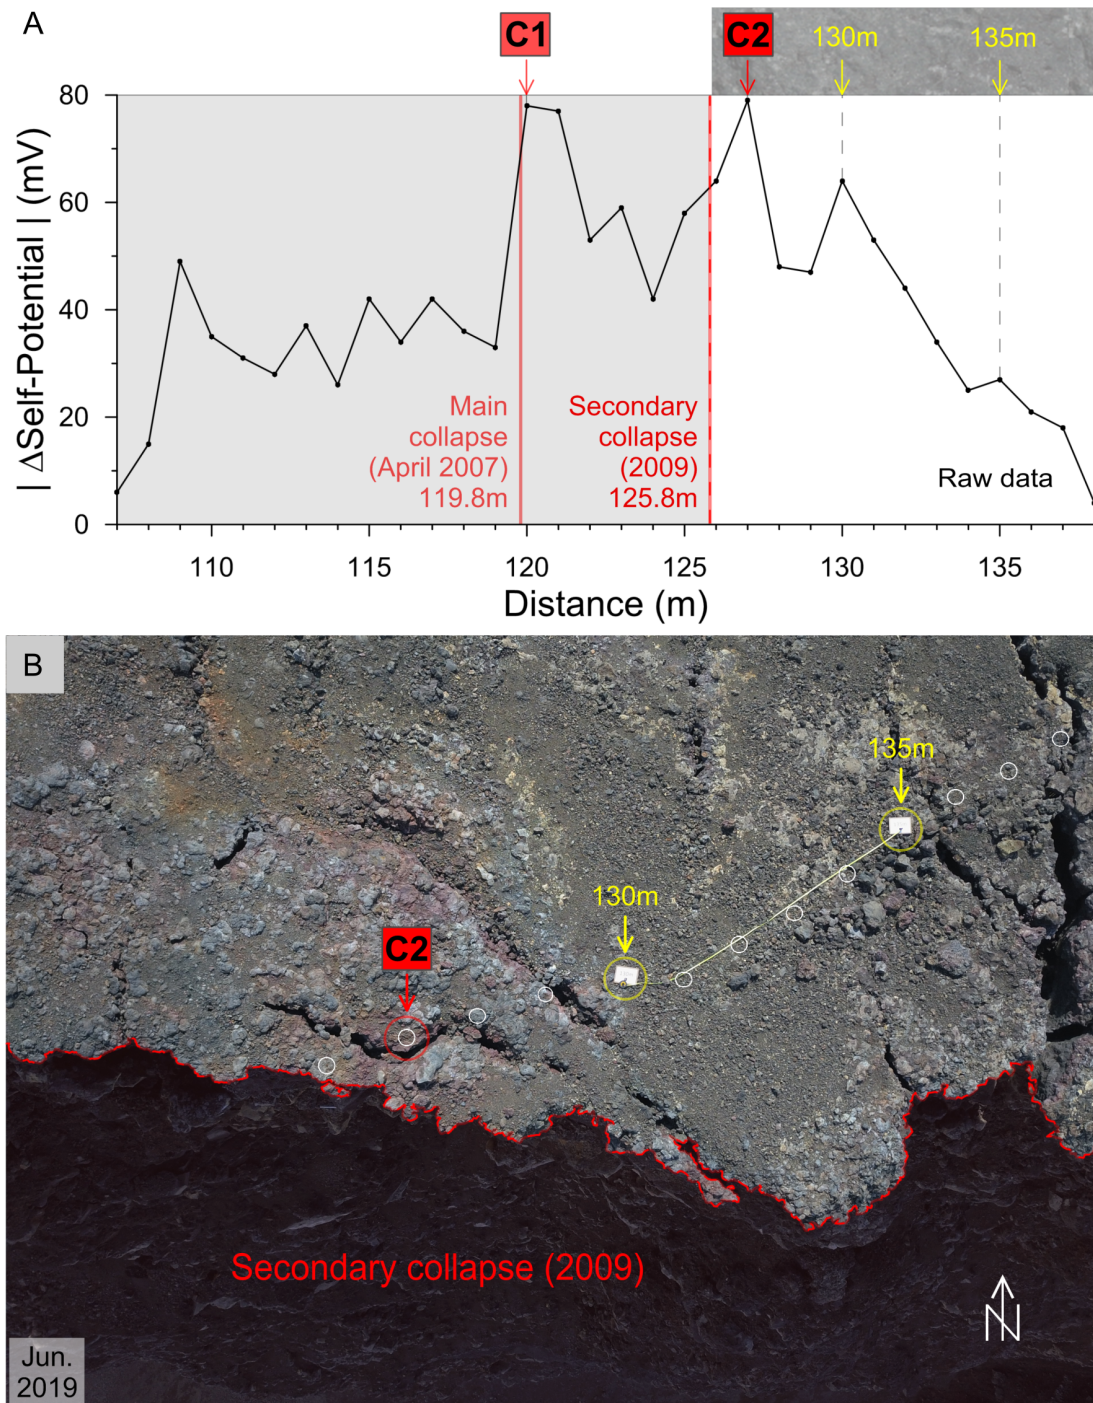 A
C1
C2
130m
135m
80
60
40
20
0
| ΔSelf-Potential | (mV)
Main
collapse
(April 2007)
119.8m
Secondary
collapse
(2009)
125.8m
Raw data
110
115
120
125
130
135
Distance (m)
B
135m
130m
C2
Secondary collapse (2009)
N
Jun.
2019